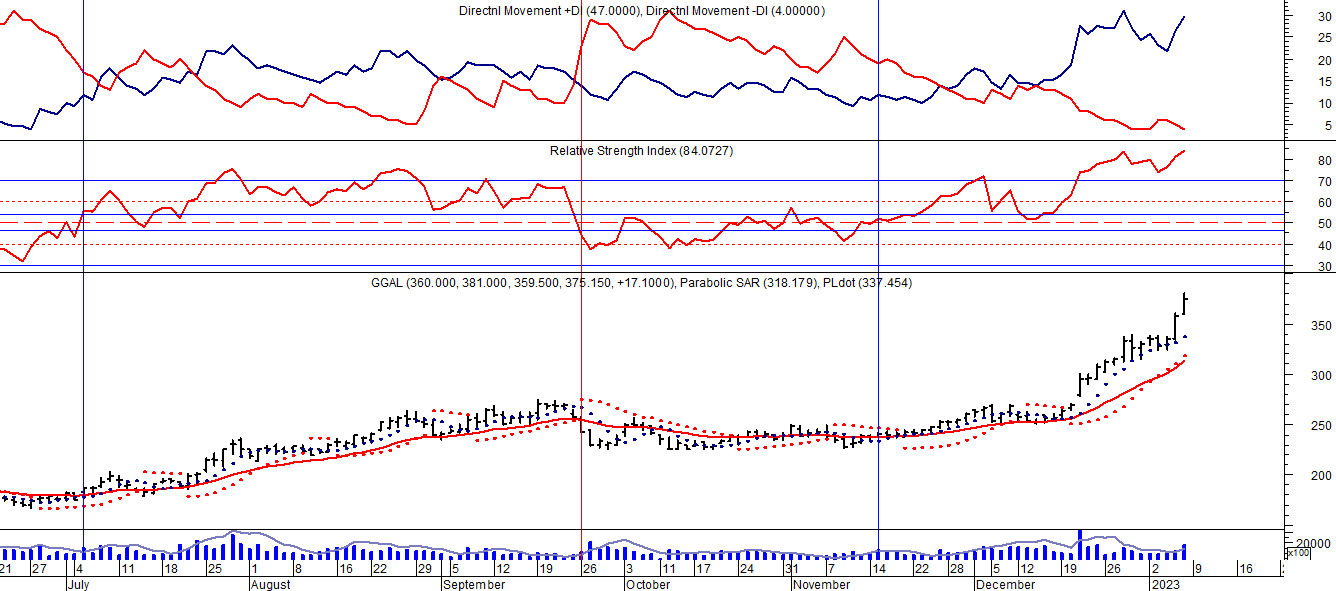 Directnl Movement +DI (47.0000), Directnl Movement -DI (4.00000)
30
25
20
15
10
5
Relative Strength Index (84.0727)
80
70
60
50
40
30
GGAL (360.000, 381.000, 359.500, 375.150, +17.1000), Parabolic SAR (318.179), PLdot (337.454)
350
300
250
200
20000
x100
21 27 4 11 18 25 1 8 16 22 29 5 12 19 26 3 11 17 24 31 7 14 22 28 5 12 19 26 2 9 16
July August September October November December 2023